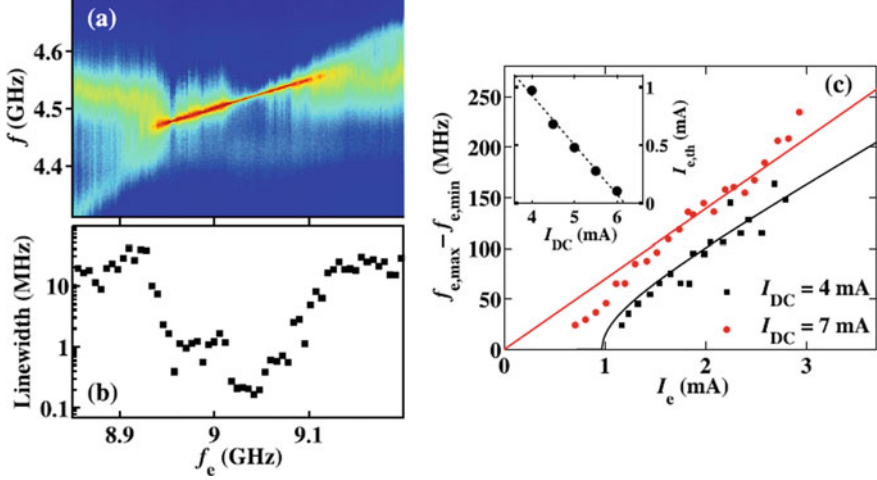 (a)
4.6
4.5
4.4
f (GHz)
(b)
10
1
0.1
Linewidth (MHz)
8.9
9
9.1
f_e (GHz)
(c)
250
200
150
100
50
0
f_e,max − f_e,min (MHz)
0
1
2
3
I_e (mA)
1
0.5
0
I_e,th (mA)
4
5
6
I_DC (mA)
I_DC = 4 mA
I_DC = 7 mA